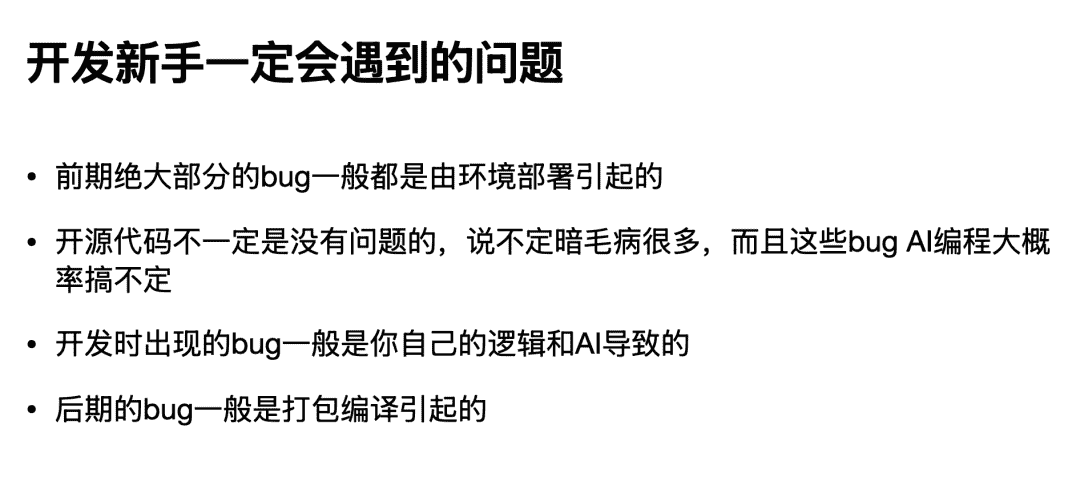 开发新手一定会遇到的问题
• 前期绝大部分的bug一般都是由环境部署引起的
• 开源代码不一定是没有问题的，说不定暗毛病很多，而且这些bug AI编程大概
率搞不定
• 开发时出现的bug一般是你自己的逻辑和AI导致的
• 后期的bug一般是打包编译引起的